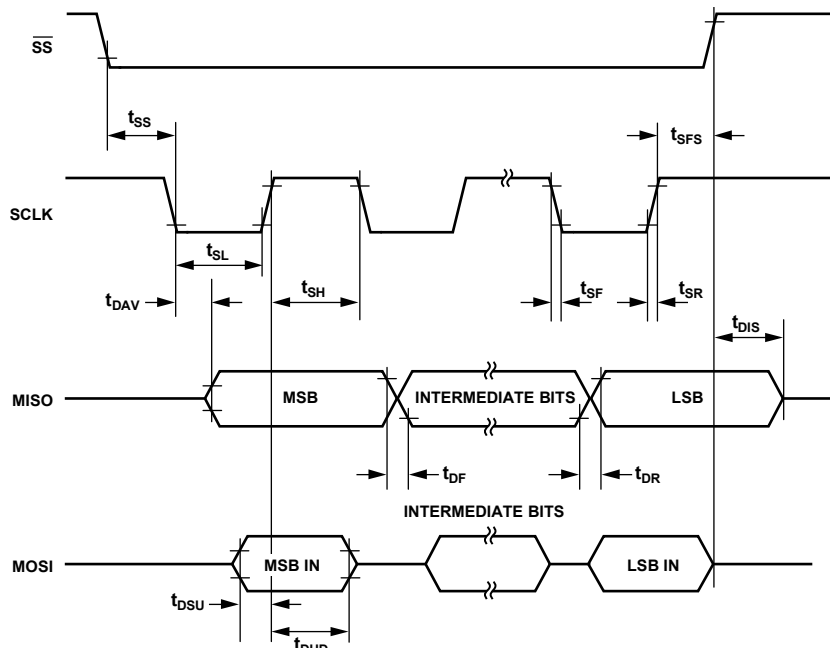 SS
tSS
tSFS
SCLK
tSL
tSH
tSF
tSR
tDAV
tDIS
MISO
MSB
INTERMEDIATE BITS
LSB
tDF
tDR
INTERMEDIATE BITS
MOSI
MSB IN
LSB IN
tDSU